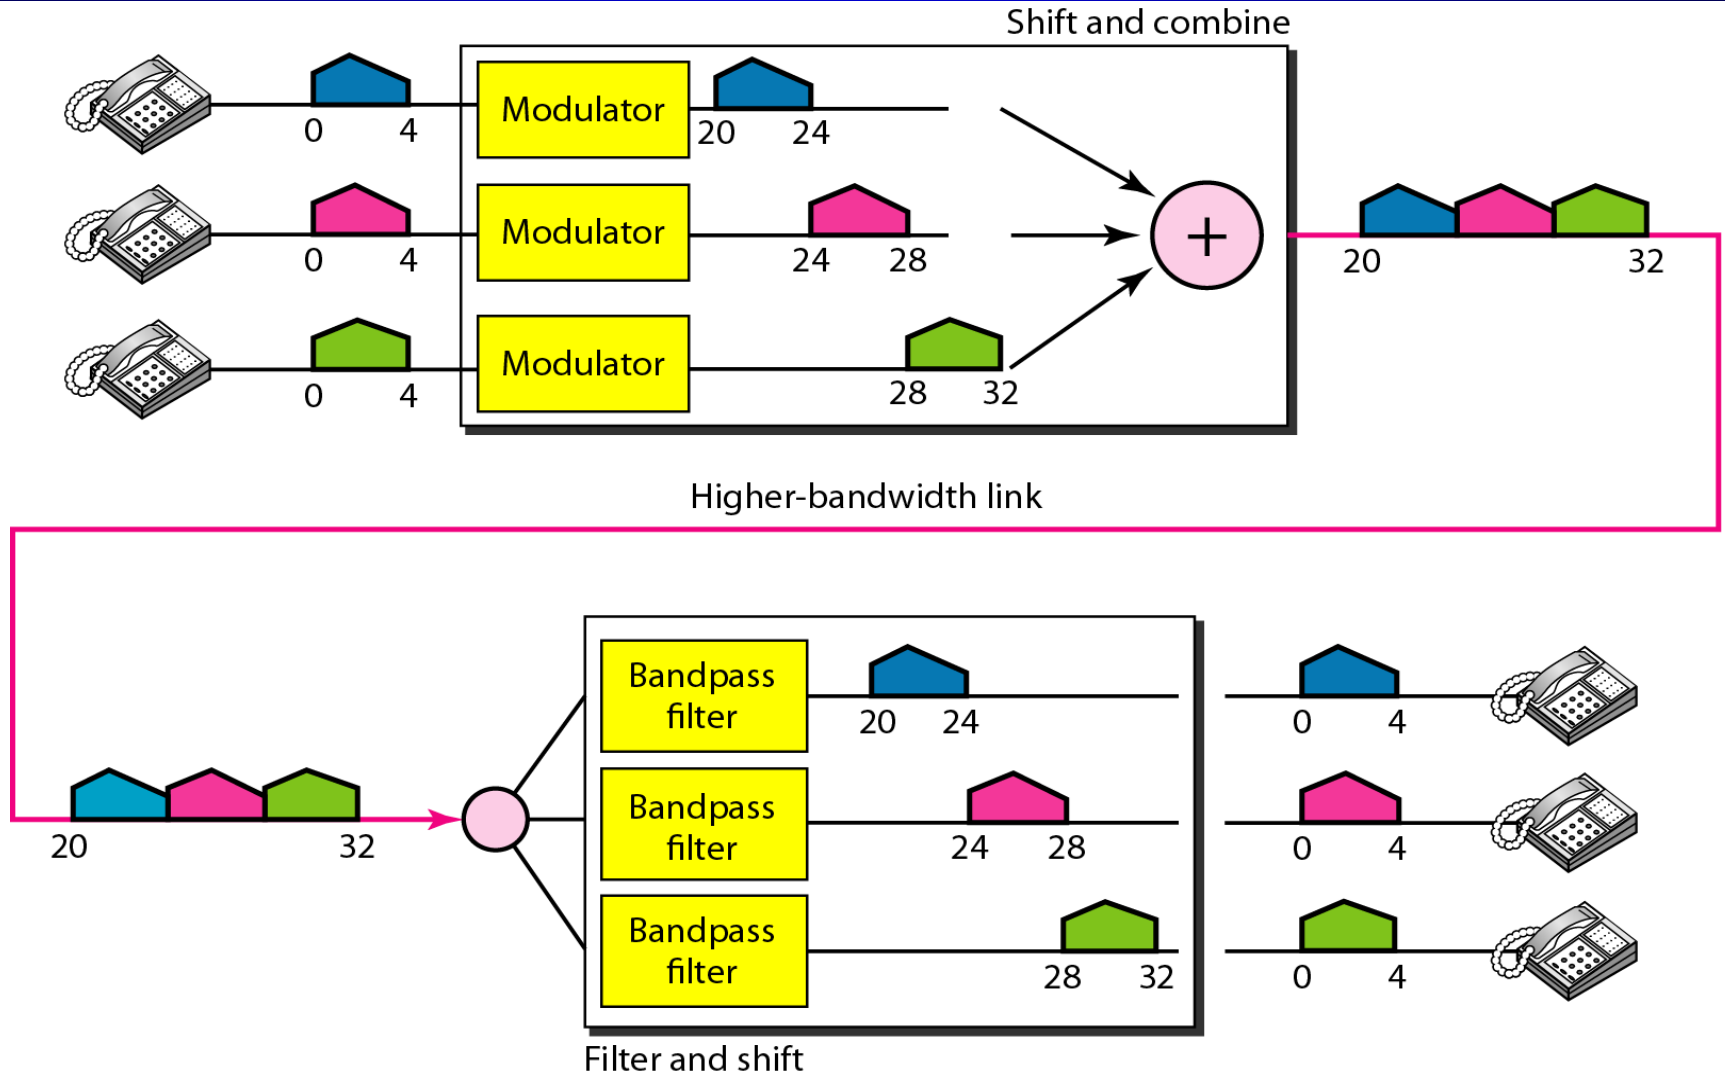 Shift and combine
Modulator
0 4
20 24
Modulator
0 4
24 28
+
20 32
Modulator
0 4
28 32
Higher-bandwidth link
Bandpass
filter
20 24
0 4
20 32
Bandpass
filter
24 28
0 4
Bandpass
filter
28 32
0 4
Filter and shift